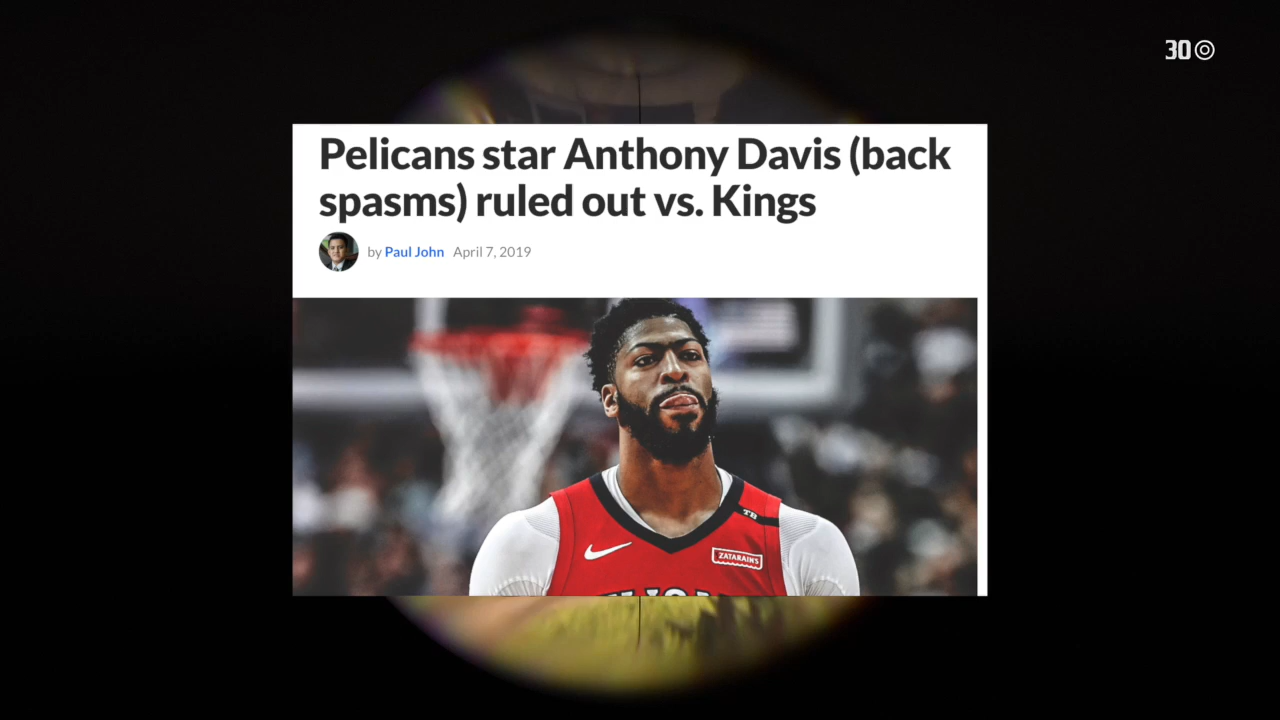 30
Pelicans star Anthony Davis (back
spasms) ruled out vs. Kings
by Paul John April 7, 2019
TB
ZATARAIN'S